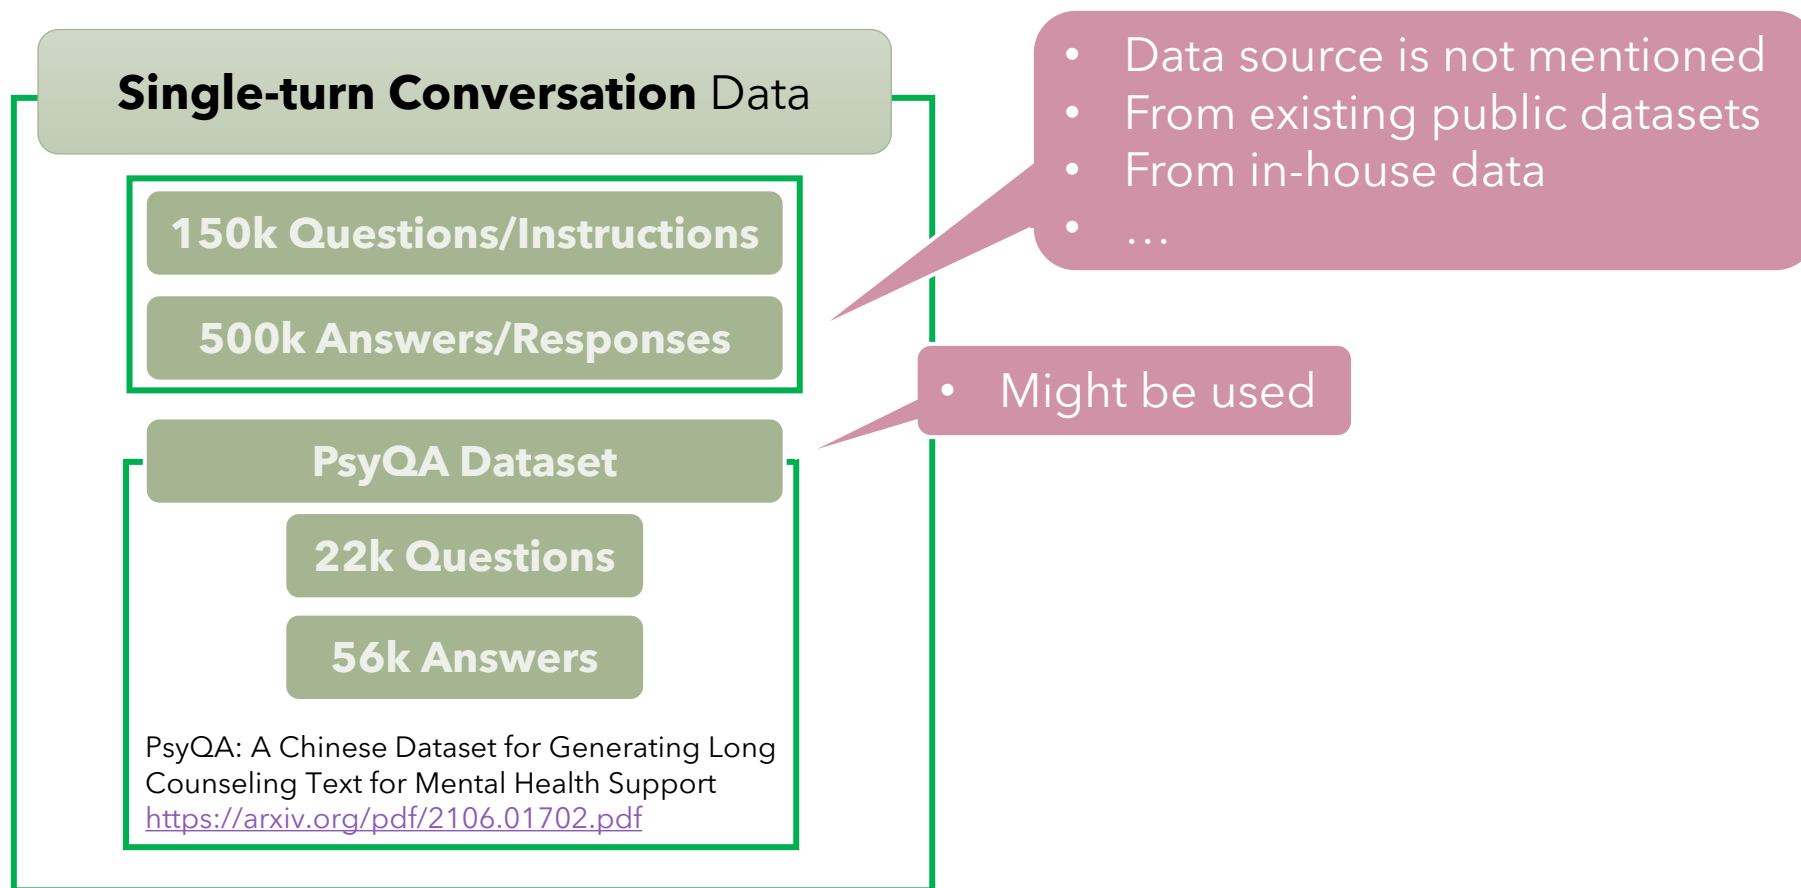 Single-turn Conversation Data
150k Questions/Instructions
500k Answers/Responses
• Data source is not mentioned
• From existing public datasets
• From in-house data
• …
PsyQA Dataset
• Might be used
22k Questions
56k Answers
PsyQA: A Chinese Dataset for Generating Long
Counseling Text for Mental Health Support
https://arxiv.org/pdf/2106.01702.pdf